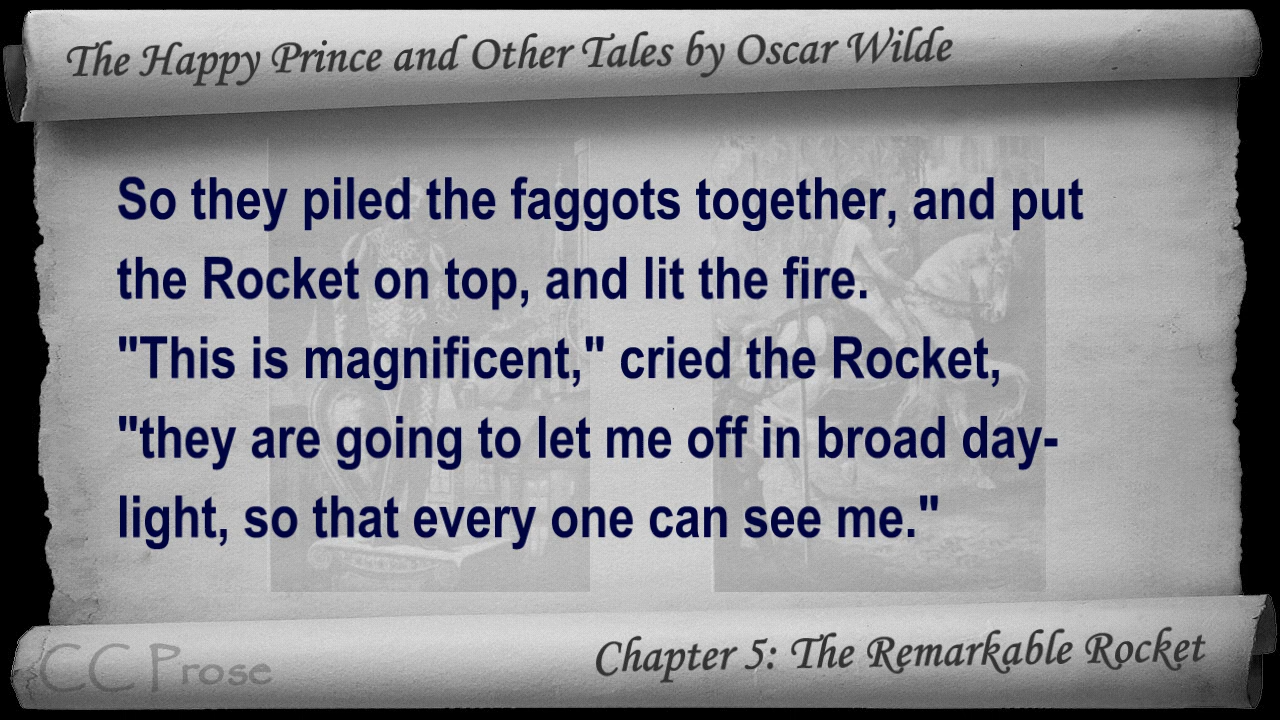 The Happy Prince and Other Tales by Oscar Wilde
So they piled the faggots together, and put
the Rocket on top, and lit the fire.
"This is magnificent," cried the Rocket,
"they are going to let me off in broad day-
light, so that every one can see me."
Chapter 5: The Remarkable Rocket
CC Prose